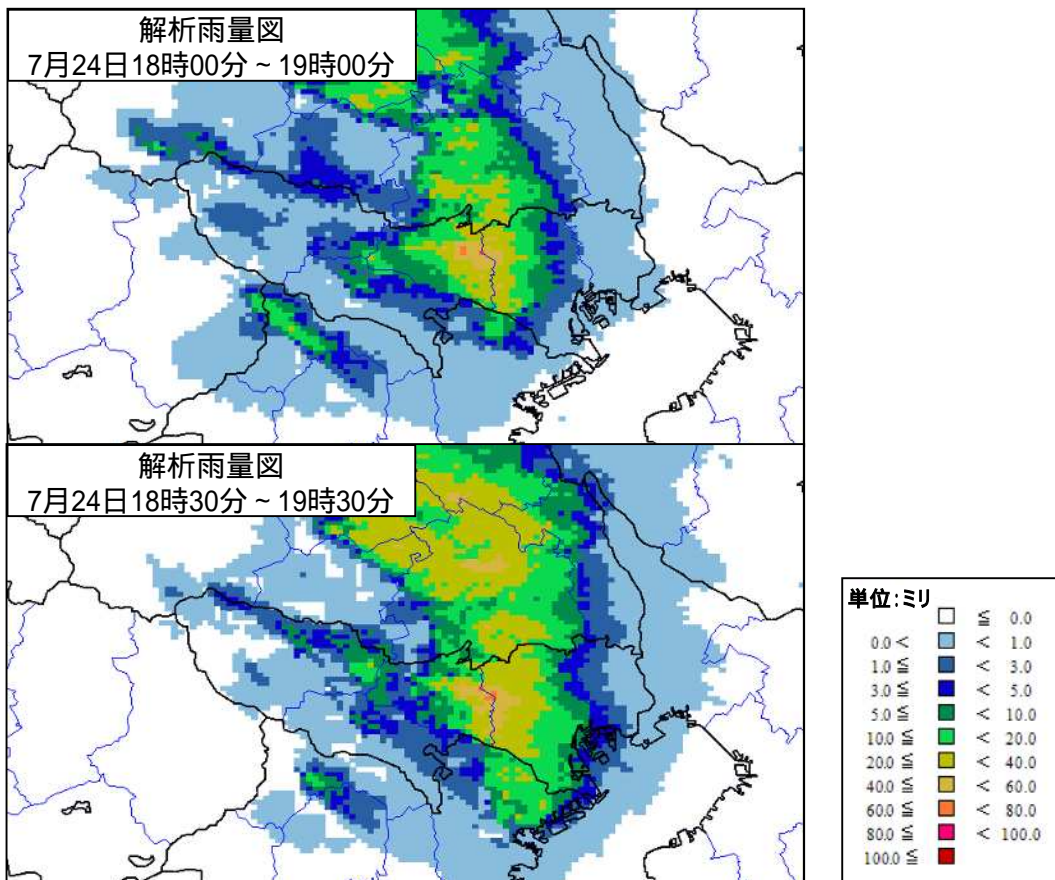 解析雨量図
7月24日18時00分~19時00分
解析雨量図
7月24日18時30分~19時30分
単位:ミリ
≦ 0.0
0.0 < < 1.0
1.0 ≦ < 3.0
3.0 ≦ < 5.0
5.0 ≦ < 10.0
10.0 ≦ < 20.0
20.0 ≦ < 40.0
40.0 ≦ < 60.0
60.0 ≦ < 80.0
80.0 ≦ < 100.0
100.0 ≦